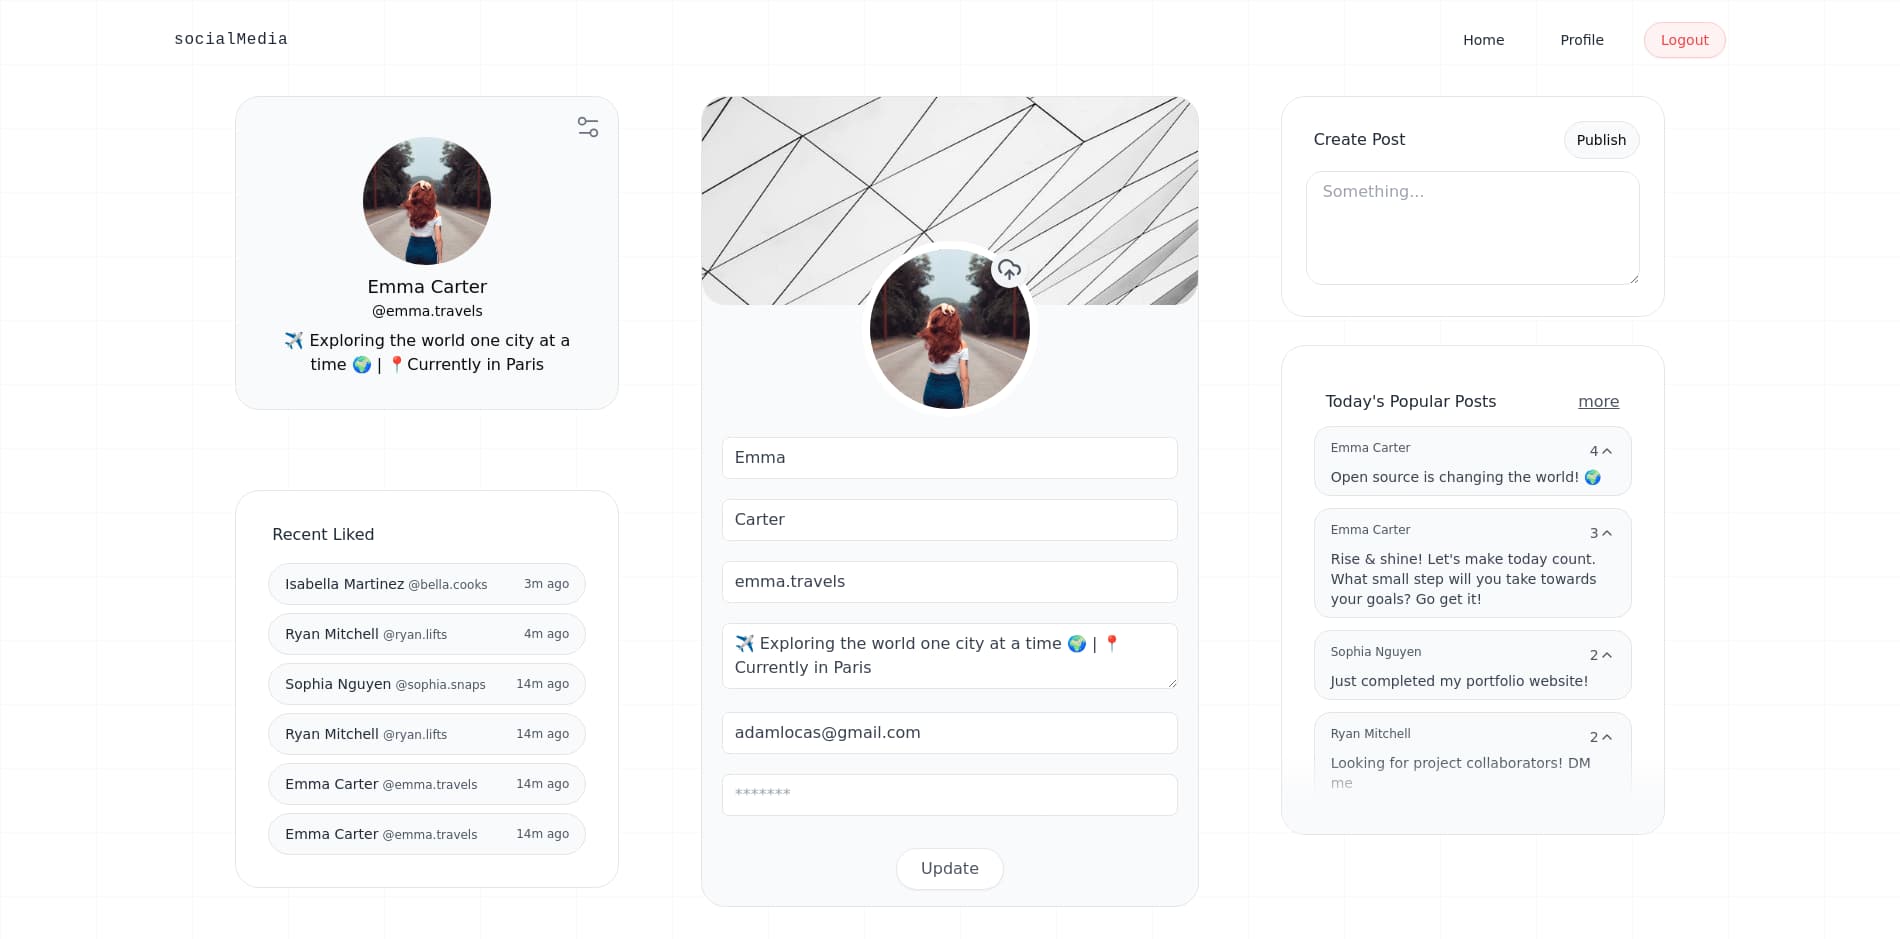 socialMedia
Home
Profile
Logout
Emma Carter
@emma.travels
✈️ Exploring the world one city at a
time 🌍 | 📍Currently in Paris
Recent Liked
Isabella Martinez @bella.cooks 3m ago
Ryan Mitchell @ryan.lifts 4m ago
Sophia Nguyen @sophia.snaps 14m ago
Ryan Mitchell @ryan.lifts 14m ago
Emma Carter @emma.travels 14m ago
Emma Carter @emma.travels 14m ago
Emma
Carter
emma.travels
✈️ Exploring the world one city at a time 🌍 | 📍
Currently in Paris
adamlocas@gmail.com
*******
Update
Create Post
Publish
Something...
Today's Popular Posts
more
Emma Carter 4
Open source is changing the world! 🌍
Emma Carter 3
Rise & shine! Let's make today count.
What small step will you take towards
your goals? Go get it!
Sophia Nguyen 2
Just completed my portfolio website!
Ryan Mitchell 2
Looking for project collaborators! DM
me